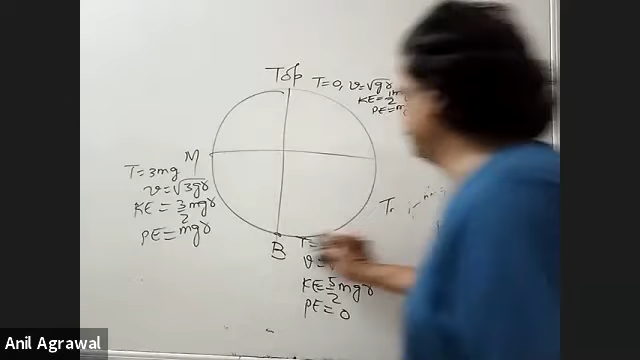 Top
T=0, v=√gr
KE=½m
PE=m
M
T=3mg
v=√3gr
KE=3/2 mgr
PE=mgr
B
T=
v=
KE=5/2 mgr
PE=0
Anil Agrawal